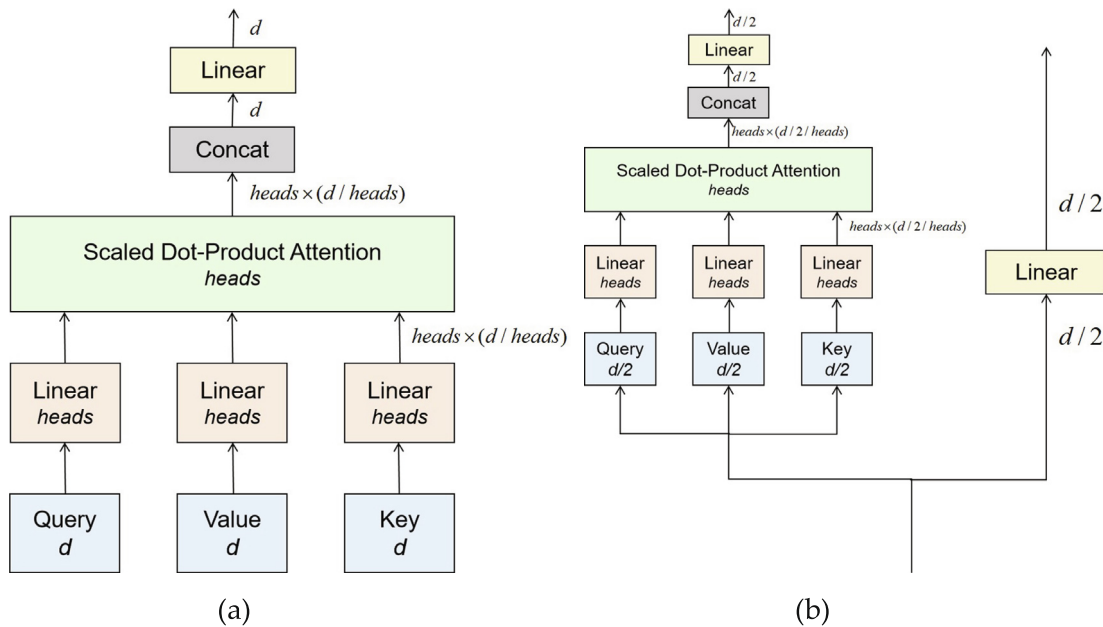 d
Linear
d
Concat
heads×(d / heads)
Scaled Dot-Product Attention
heads
heads×(d / heads)
Linear
heads
Linear
heads
Linear
heads
Query
d
Value
d
Key
d
(a)
d/2
Linear
d/2
Concat
heads×(d / 2 / heads)
Scaled Dot-Product Attention
heads
heads×(d / 2 / heads)
Linear
heads
Linear
heads
Linear
heads
Query
d/2
Value
d/2
Key
d/2
d / 2
Linear
d / 2
(b)